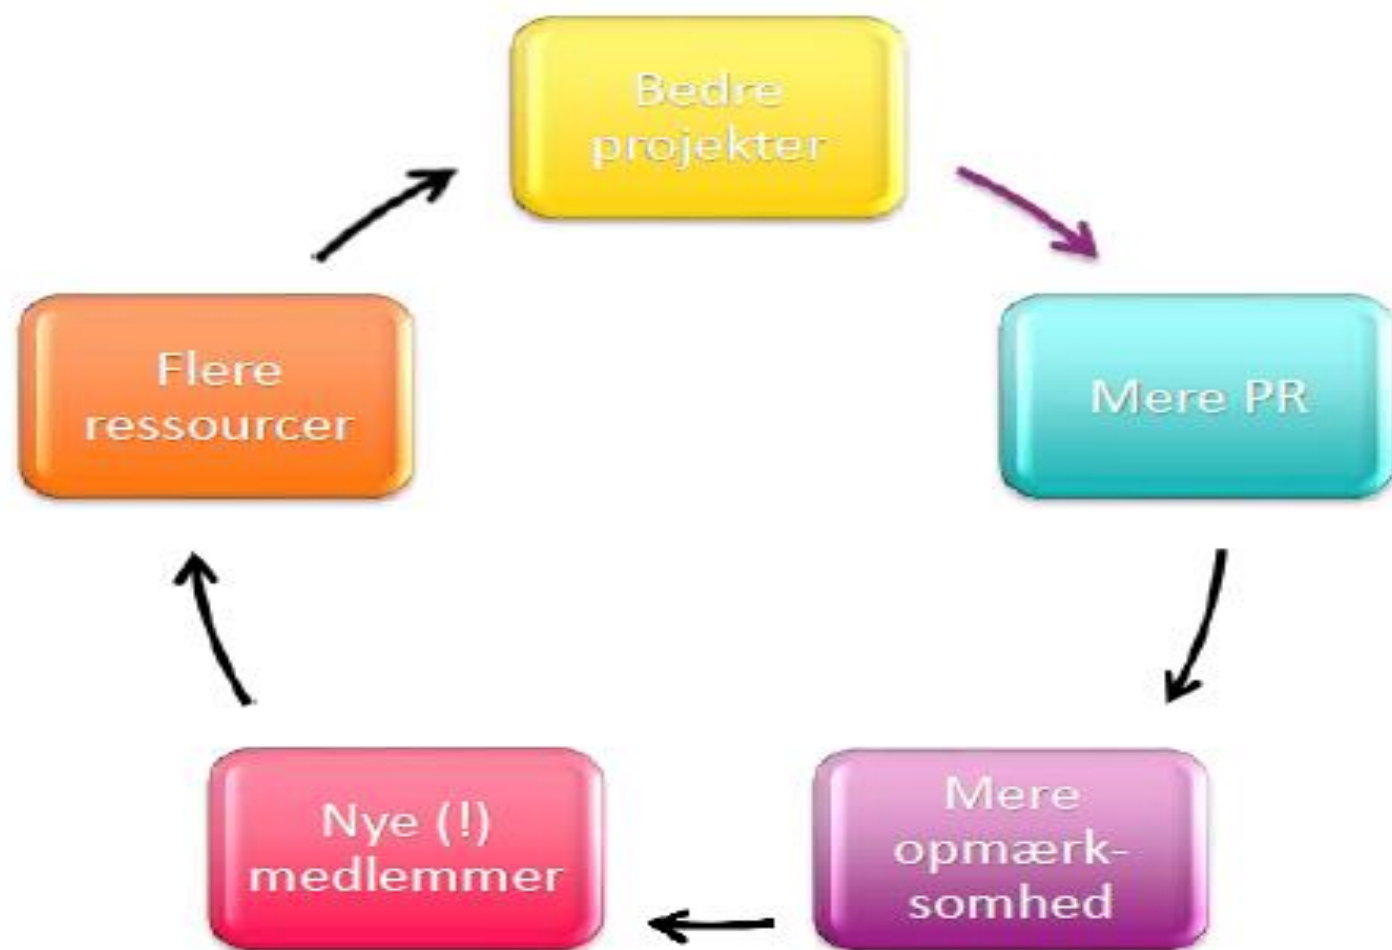 Bedre
projekter
Mere PR
Mere
opmærk-
somhed
Nye (!)
medlemmer
Flere
ressourcer